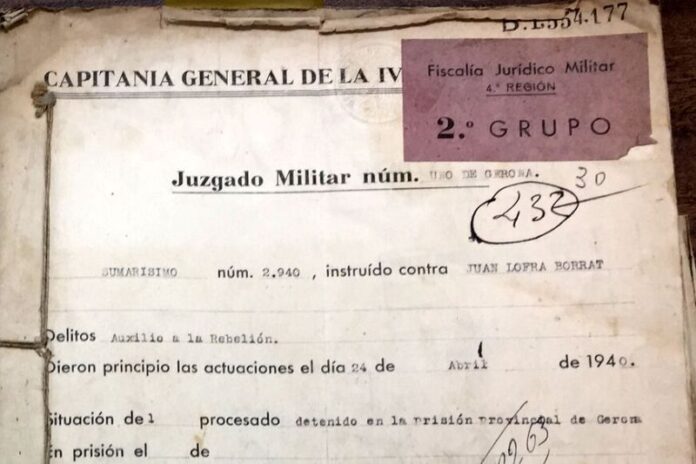 D.I.554.177
CAPITANIA GENERAL DE LA IV
Fiscalía Jurídico Militar
4.ª REGIÓN
2.º GRUPO
Juzgado Militar núm. UNO DE GERONA.
30
432
SUMARISIMO núm. 2.940 , instruído contra JUAN LOFRA BORRAT
Delitos Auxilio a la Rebelión.
Dieron principio las actuaciones el día 24 de Abril de 1940.
Situación de l procesado detenido en la Prisión Provincial de Gerona
En prisión el de